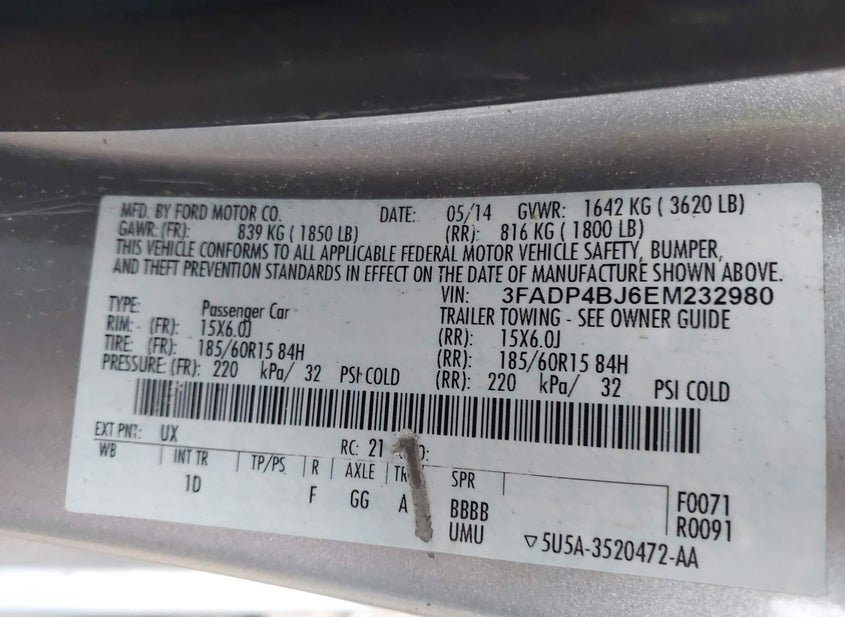 MFD. BY FORD MOTOR CO. DATE: 05/14 GVWR: 1642 KG ( 3620 LB)
GAWR: (FR): 839 KG ( 1850 LB) (RR): 816 KG ( 1800 LB)
THIS VEHICLE CONFORMS TO ALL APPLICABLE FEDERAL MOTOR VEHICLE SAFETY, BUMPER,
AND THEFT PREVENTION STANDARDS IN EFFECT ON THE DATE OF MANUFACTURE SHOWN ABOVE.
VIN: 3FADP4BJ6EM232980
TYPE: Passenger Car TRAILER TOWING - SEE OWNER GUIDE
RIM: (FR): 15X6.0J (RR): 15X6.0J
TIRE: (FR): 185/60R15 84H (RR): 185/60R15 84H
PRESSURE: (FR): 220 kPa/ 32 PSI COLD (RR): 220 kPa/ 32 PSI COLD
EXT PNT: UX RC: 21
WB INT TR TP/PS R AXLE SPR
1D F GG A BBBB F0071
UMU R0091
▽5U5A-3520472-AA